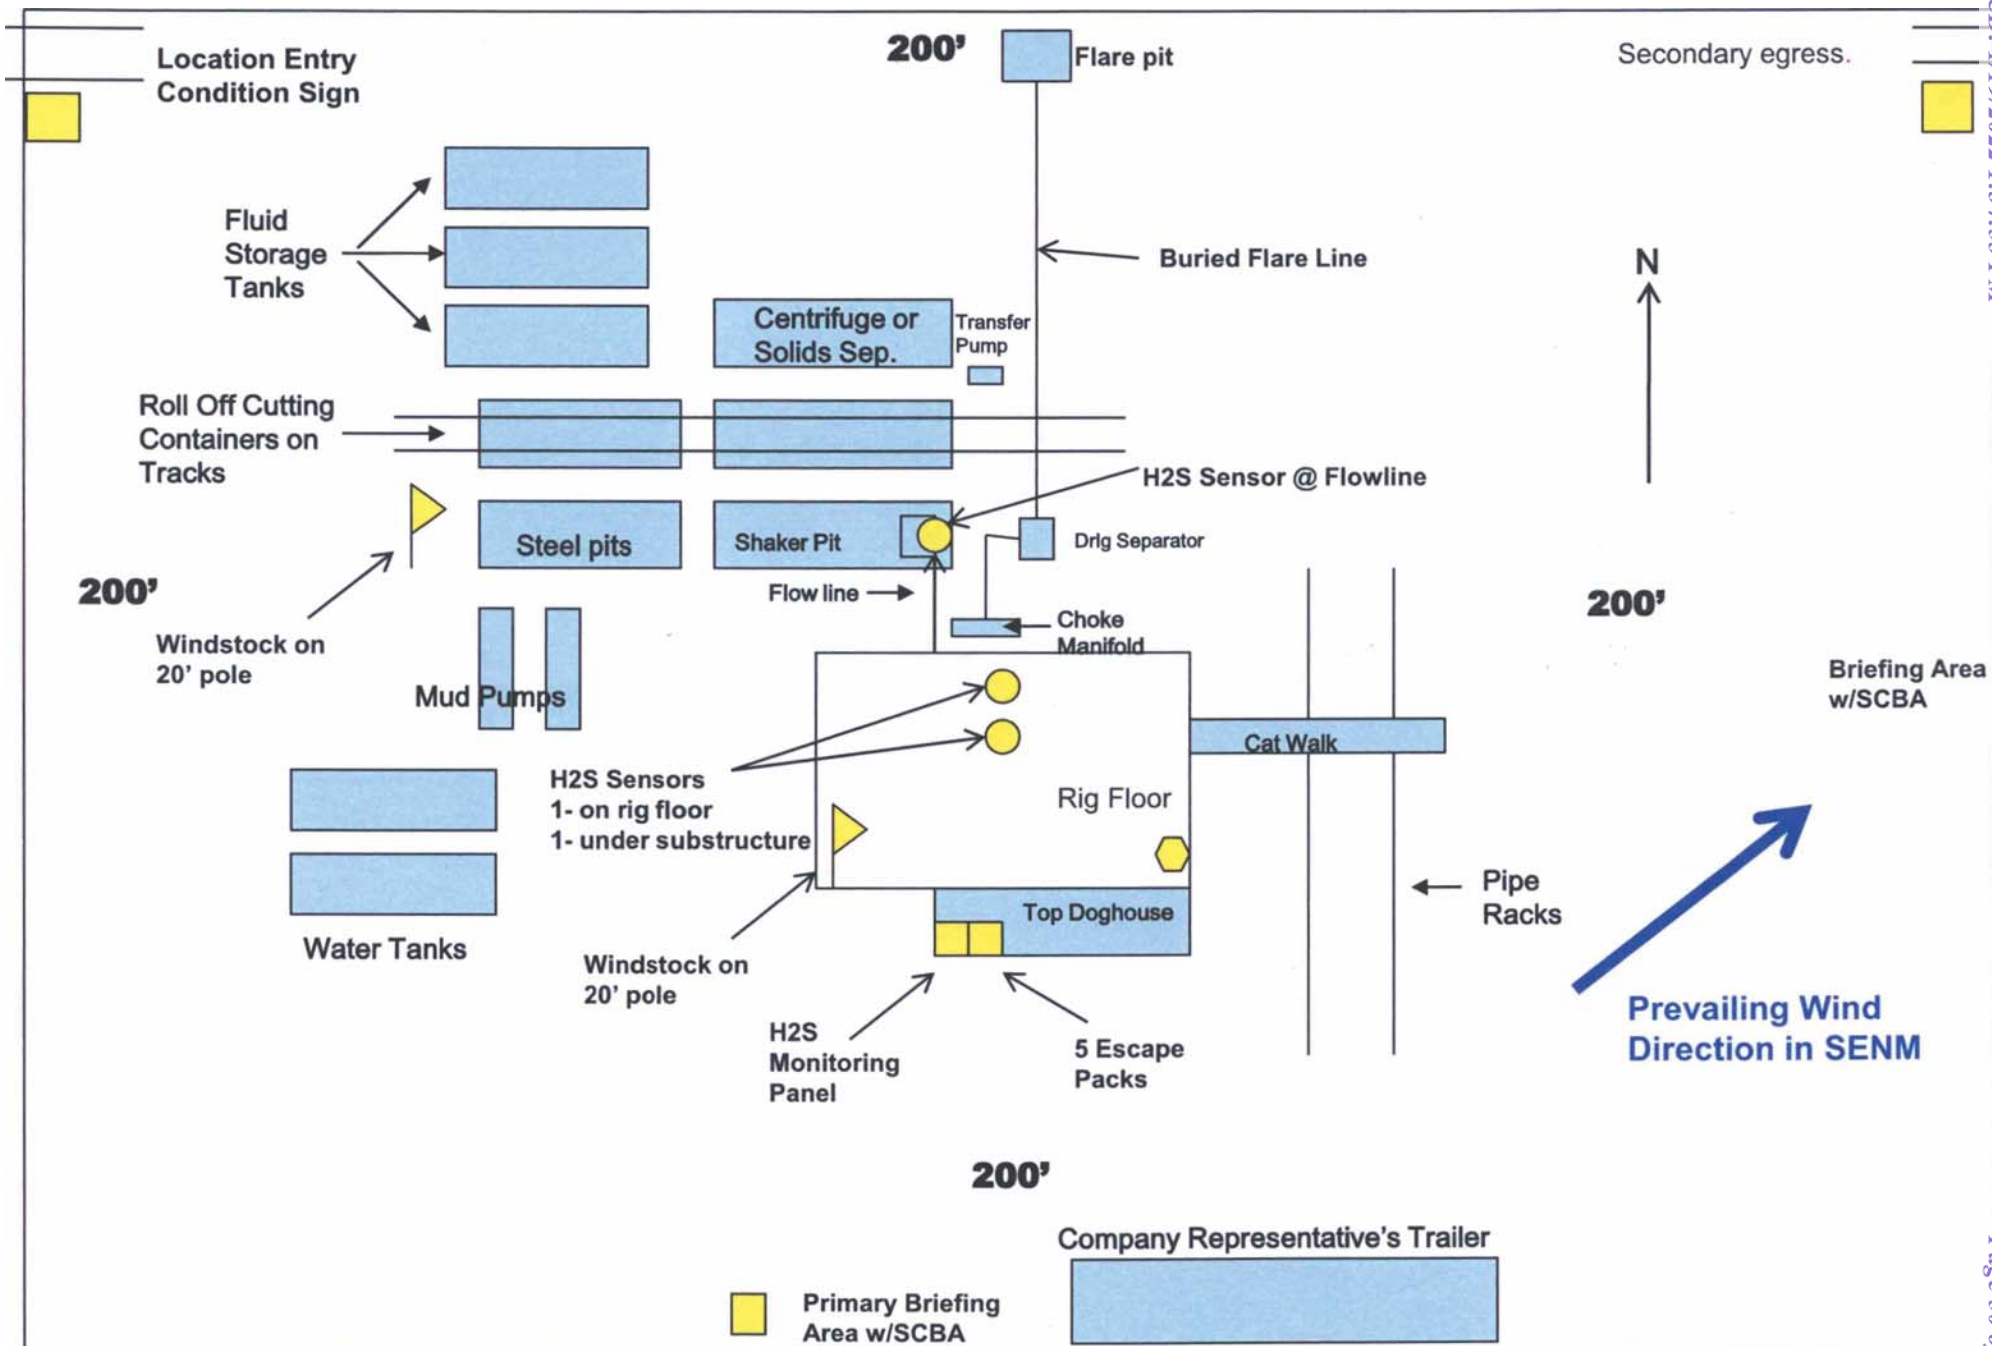 Location Entry
Condition Sign
200'
Flare pit
Secondary egress.
Fluid
Storage
Tanks
Buried Flare Line
N
Centrifuge or
Solids Sep.
Transfer
Pump
Roll Off Cutting
Containers on
Tracks
H2S Sensor @ Flowline
Steel pits
Shaker Pit
Drlg Separator
200'
Flow line
200'
Windstock on
20' pole
Choke
Manifold
Mud Pumps
Briefing Area
w/SCBA
Cat Walk
H2S Sensors
1- on rig floor
1- under substructure
Rig Floor
Pipe
Racks
Top Doghouse
Water Tanks
Windstock on
20' pole
H2S
Monitoring
Panel
5 Escape
Packs
Prevailing Wind
Direction in SENM
200'
Company Representative's Trailer
Primary Briefing
Area w/SCBA